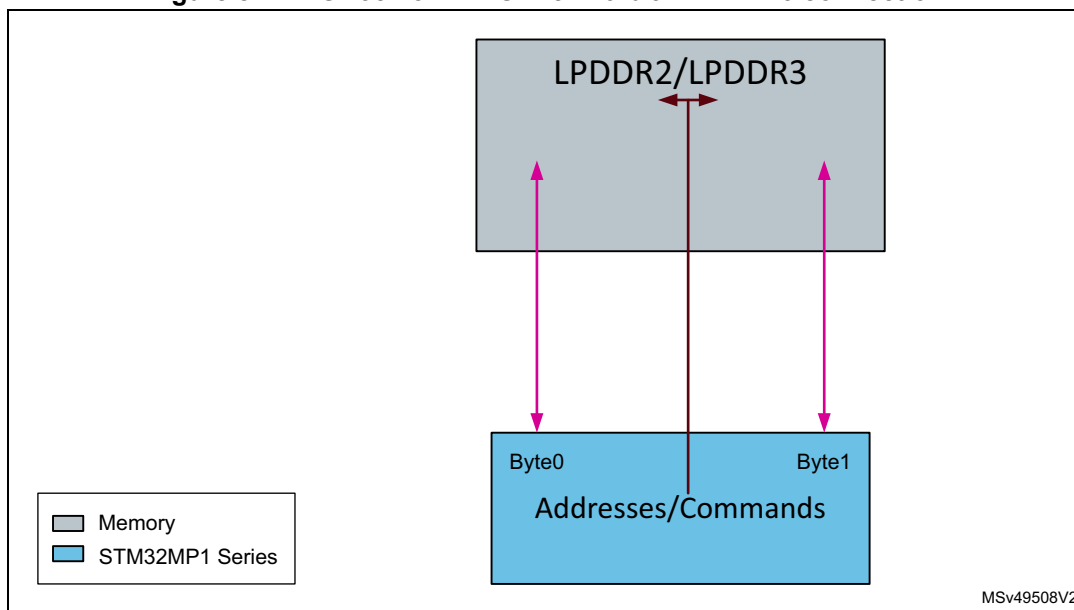 LPDDR2/LPDDR3
Byte0
Byte1
Addresses/Commands
Memory
STM32MP1 Series
MSv49508V2